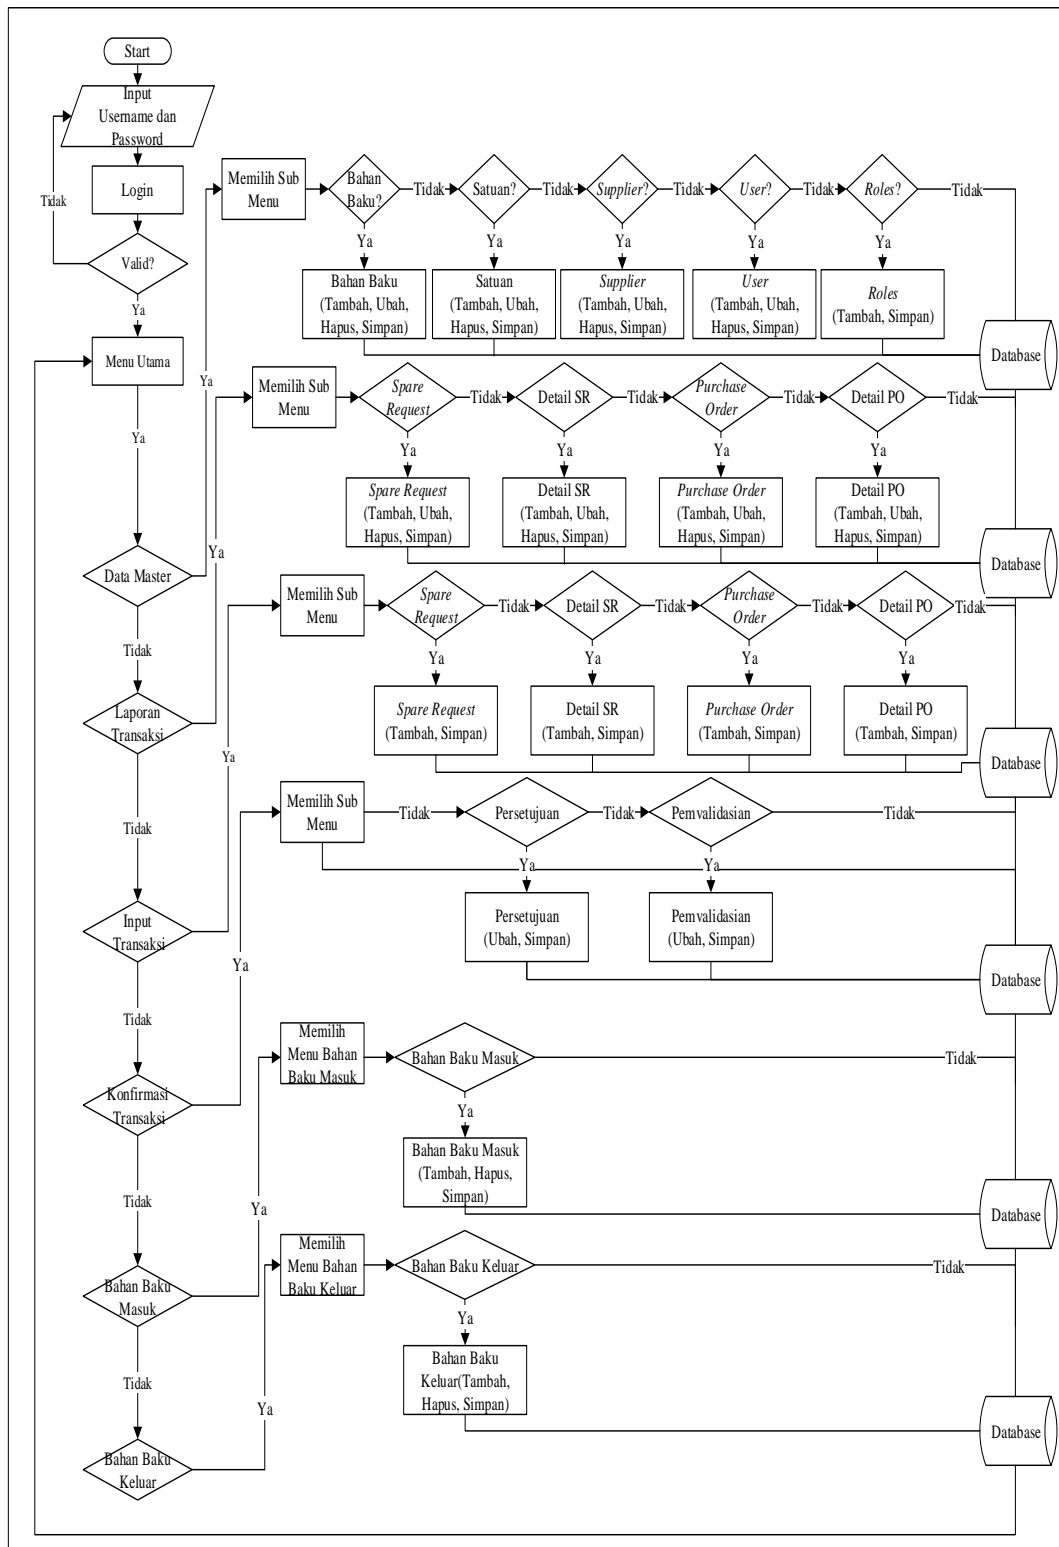 Start
Input
Username dan
Password
Login
Tidak
Valid?
Ya
Menu Utama
Ya
Data Master
Tidak
Laporan
Transaksi
Tidak
Input
Transaksi
Tidak
Konfirmasi
Transaksi
Tidak
Bahan Baku
Masuk
Tidak
Bahan Baku
Keluar
Ya
Memilih Sub
Menu
Bahan
Baku?
Tidak
Satuan?
Tidak
Supplier?
Tidak
User?
Tidak
Roles?
Tidak
Ya
Ya
Ya
Ya
Ya
Bahan Baku
(Tambah, Ubah,
Hapus, Simpan)
Satuan
(Tambah, Ubah,
Hapus, Simpan)
Supplier
(Tambah, Ubah,
Hapus, Simpan)
User
(Tambah, Ubah,
Hapus, Simpan)
Roles
(Tambah, Simpan)
Database
Ya
Memilih Sub
Menu
Spare
Request
Tidak
Detail SR
Tidak
Purchase
Order
Tidak
Detail PO
Tidak
Ya
Ya
Ya
Ya
Spare Request
(Tambah, Ubah,
Hapus, Simpan)
Detail SR
(Tambah, Ubah,
Hapus, Simpan)
Purchase Order
(Tambah, Ubah,
Hapus, Simpan)
Detail PO
(Tambah, Ubah,
Hapus, Simpan)
Database
Ya
Memilih Sub
Menu
Spare
Request
Tidak
Detail SR
Tidak
Purchase
Order
Tidak
Detail PO
Tidak
Ya
Ya
Ya
Ya
Spare Request
(Tambah, Simpan)
Detail SR
(Tambah, Simpan)
Purchase Order
(Tambah, Simpan)
Detail PO
(Tambah, Simpan)
Database
Ya
Memilih Sub
Menu
Tidak
Persetujuan
Tidak
Pemvalidasian
Tidak
Ya
Ya
Persetujuan
(Ubah, Simpan)
Pemvalidasian
(Ubah, Simpan)
Database
Ya
Memilih
Menu Bahan
Baku Masuk
Bahan Baku Masuk
Tidak
Ya
Bahan Baku Masuk
(Tambah, Hapus,
Simpan)
Database
Ya
Memilih
Menu Bahan
Baku Keluar
Bahan Baku Keluar
Tidak
Ya
Bahan Baku
Keluar(Tambah,
Hapus, Simpan)
Database